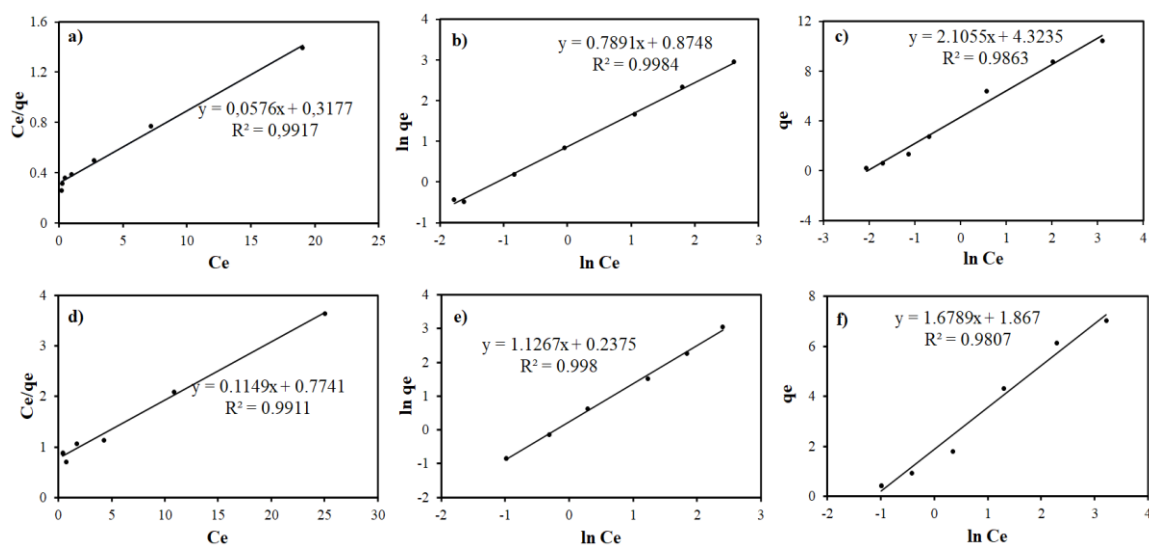 a)
1.6
1.2
0.8
0.4
0
Ce/qe
y = 0,0576x + 0,3177
R² = 0,9917
0 5 10 15 20 25
Ce
b)
4
3
2
1
0
-1
ln qe
y = 0.7891x + 0.8748
R² = 0.9984
-2 -1 0 1 2 3
ln Ce
c)
12
8
4
0
-4
qe
y = 2.1055x + 4.3235
R² = 0.9863
-3 -2 -1 0 1 2 3 4
ln Ce
d)
4
3
2
1
0
Ce/qe
y = 0.1149x + 0.7741
R² = 0.9911
0 5 10 15 20 25 30
Ce
e)
4
3
2
1
0
-1
-2
ln qe
y = 1.1267x + 0.2375
R² = 0.998
-2 -1 0 1 2 3
ln Ce
f)
8
6
4
2
0
qe
y = 1.6789x + 1.867
R² = 0.9807
-2 -1 0 1 2 3 4
ln Ce